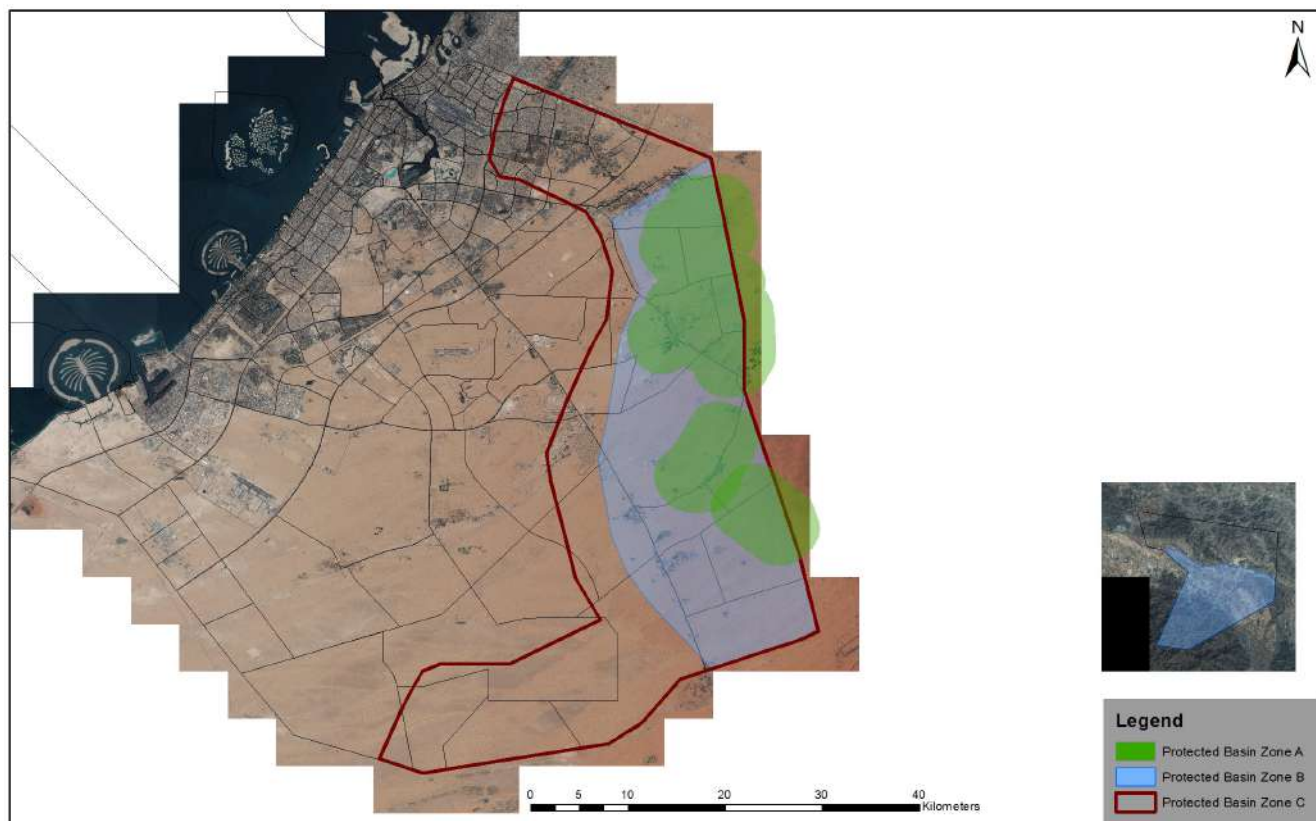 N
0 5 10 20 30 40
Kilometers
Legend
Protected Basin Zone A
Protected Basin Zone B
Protected Basin Zone C